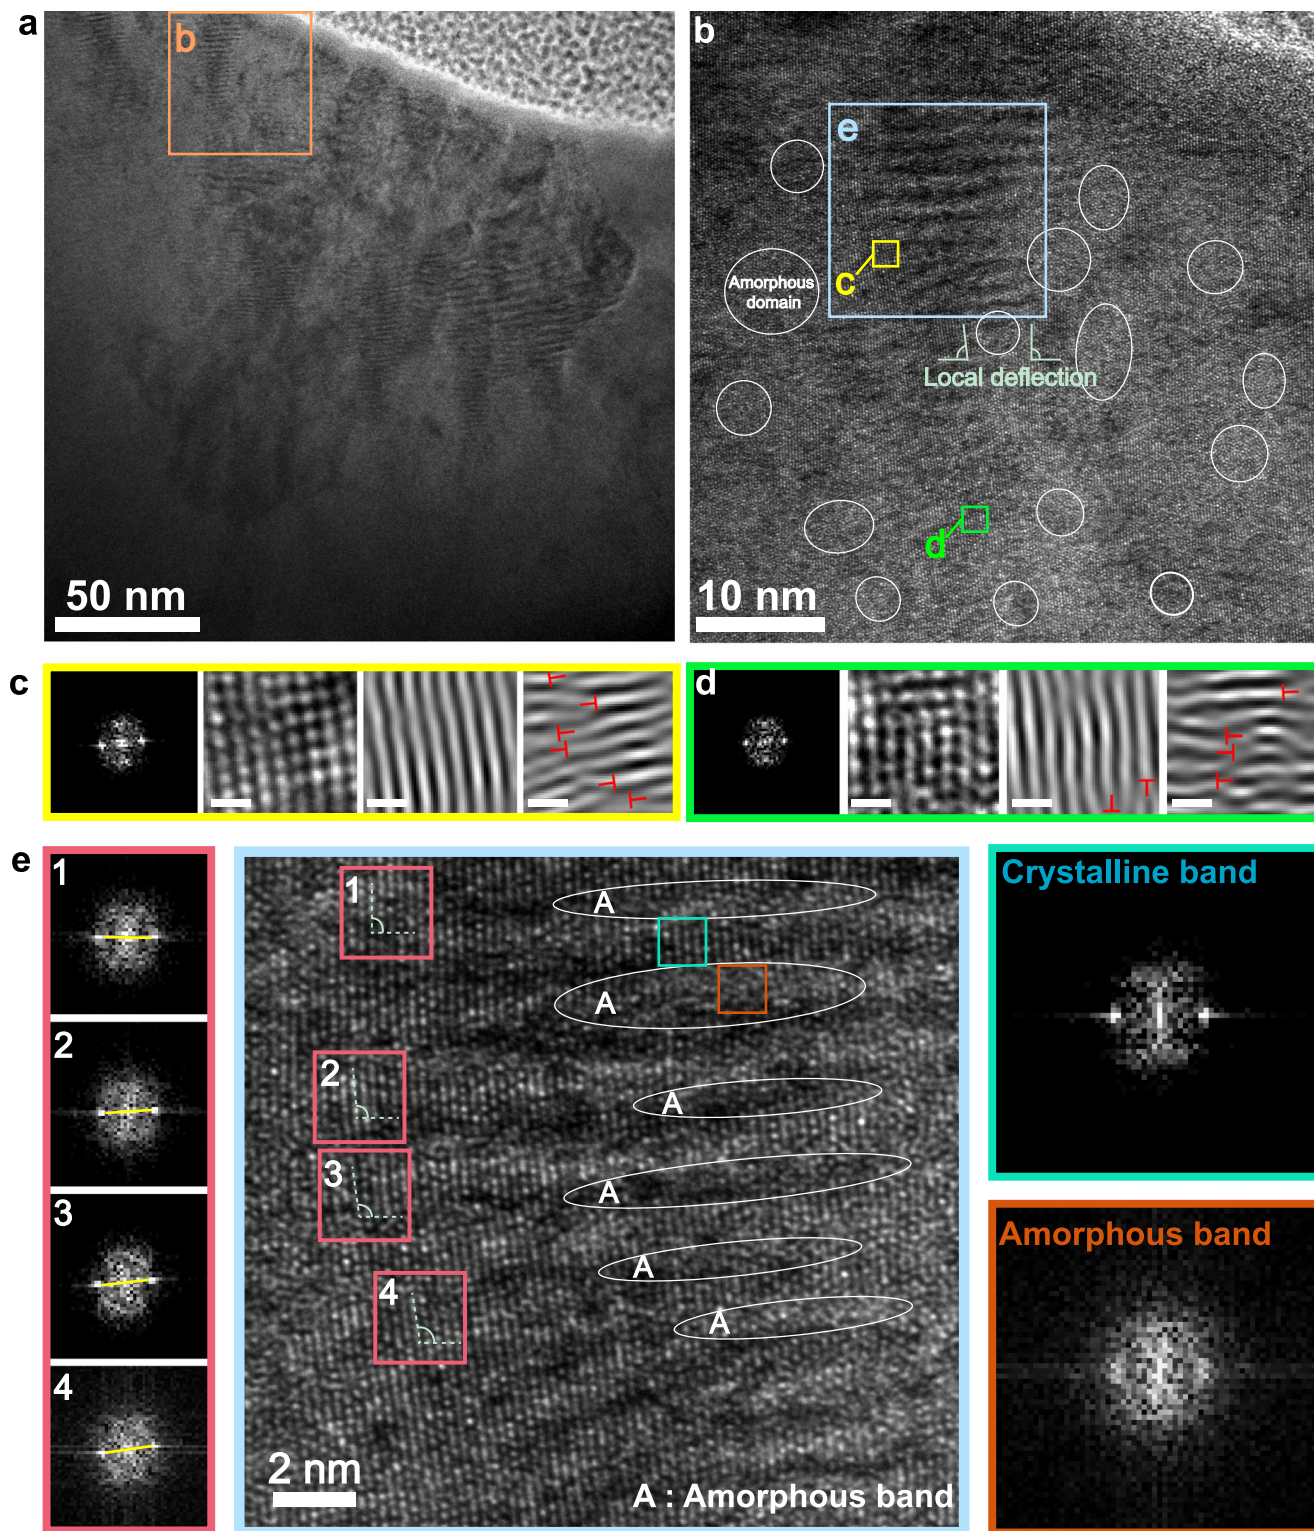 a
b
50 nm
b
e
c
Amorphous
domain
Local deflection
d
10 nm
c
d
e
1
2
3
4
1
2
3
4
A
A
A
A
A
A
2 nm
A : Amorphous band
Crystalline band
Amorphous band